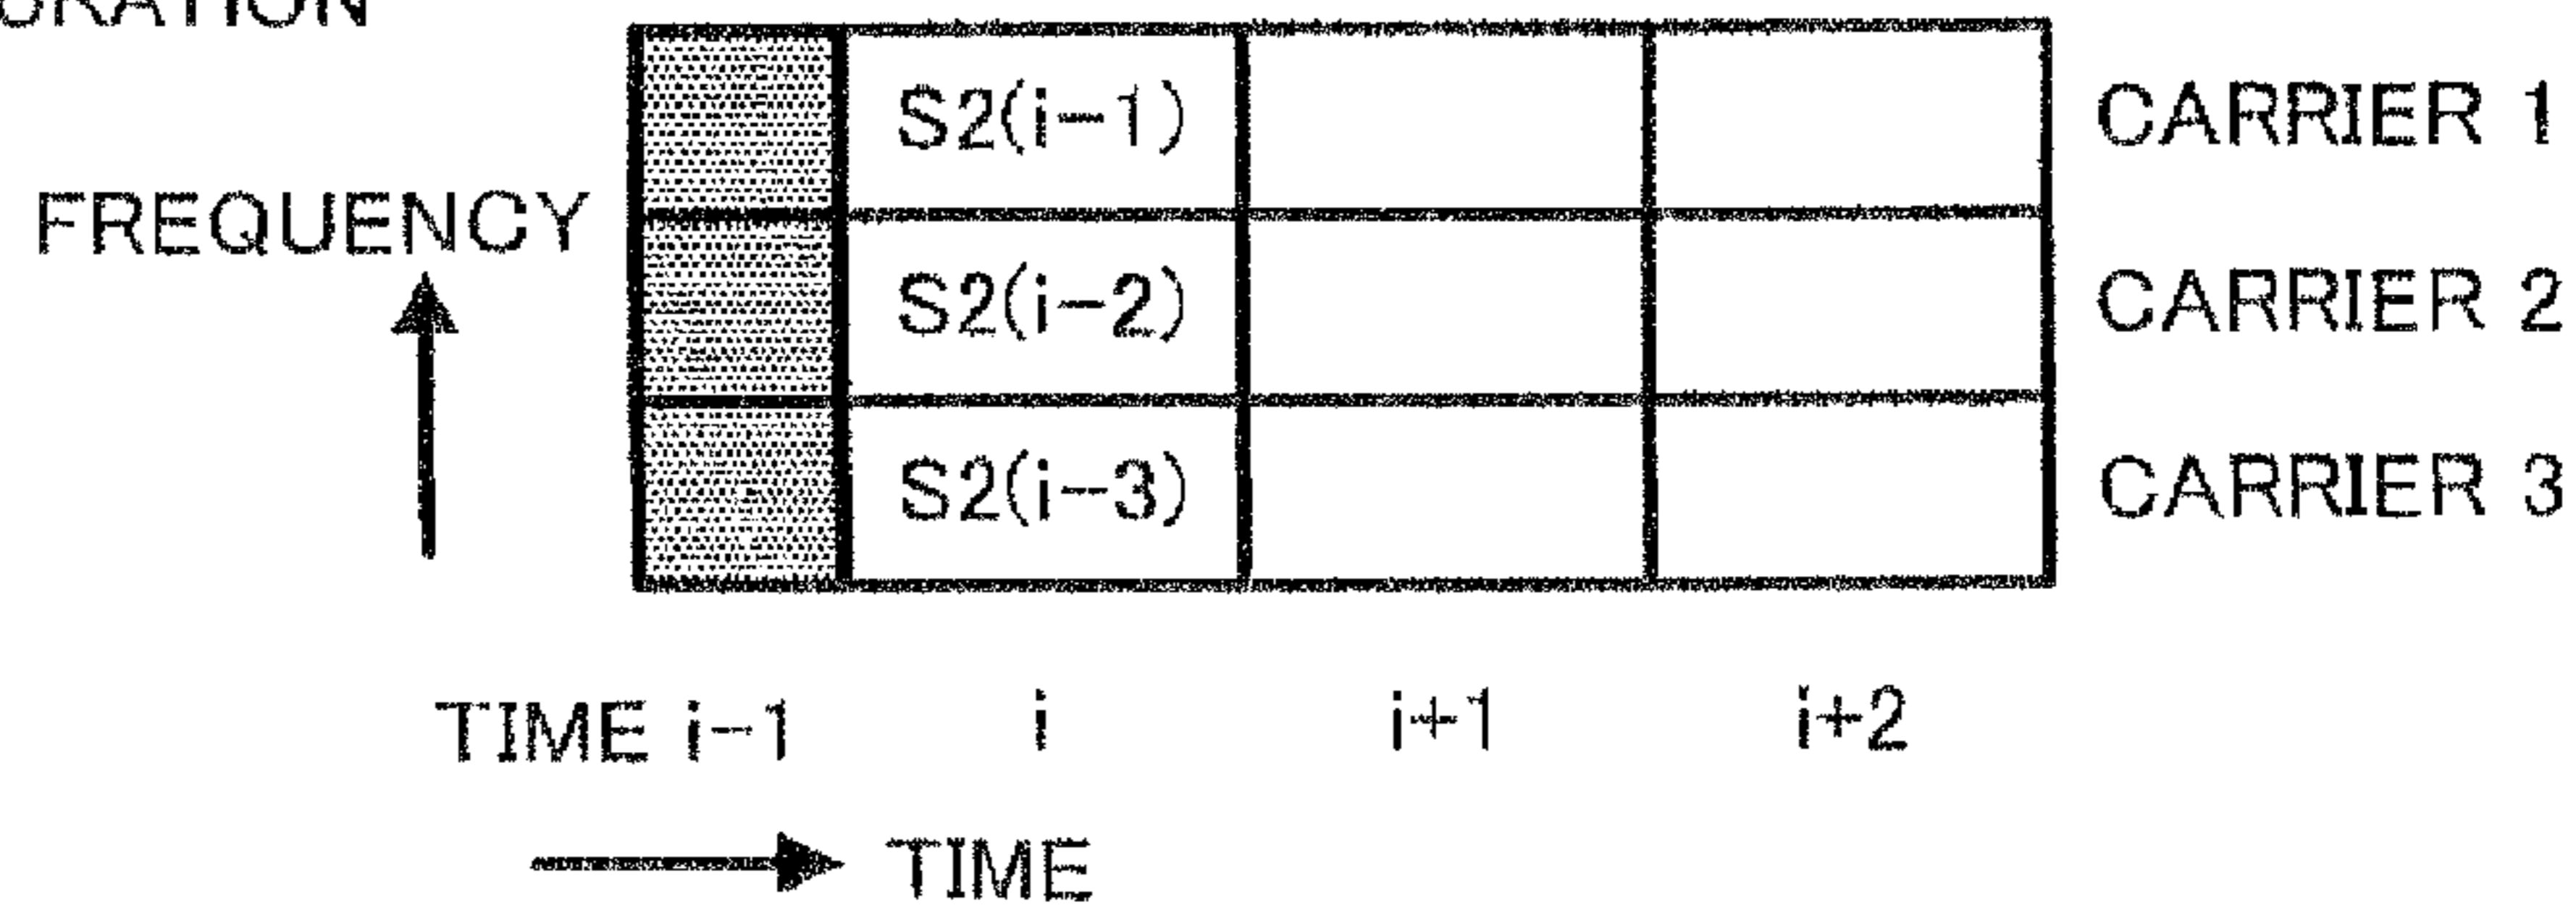 S2(i-1) CARRIER 1
FREQUENCY
S2(i-2) CARRIER 2
S2(i-3) CARRIER 3
TIME i-1 i i+1 i+2
TIME